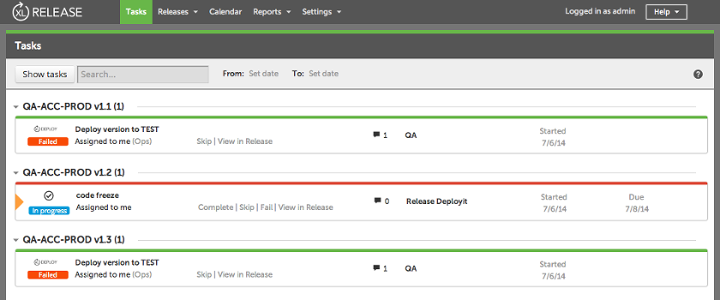 XL RELEASE Tasks Releases Calendar Reports Settings Logged in as admin Help
Tasks
Show tasks Search... From: Set date To: Set date ?
QA-ACC-PROD v1.1 (1)
DEPLOY Deploy version to TEST 1 QA Started
Failed Assigned to me (Ops) Skip | View in Release 7/6/14
QA-ACC-PROD v1.2 (1)
code freeze 0 Release Deployit Started Due
In progress Assigned to me Complete | Skip | Fail | View in Release 7/6/14 7/8/14
QA-ACC-PROD v1.3 (1)
DEPLOY Deploy version to TEST 1 QA Started
Failed Assigned to me (Ops) Skip | View in Release 7/6/14